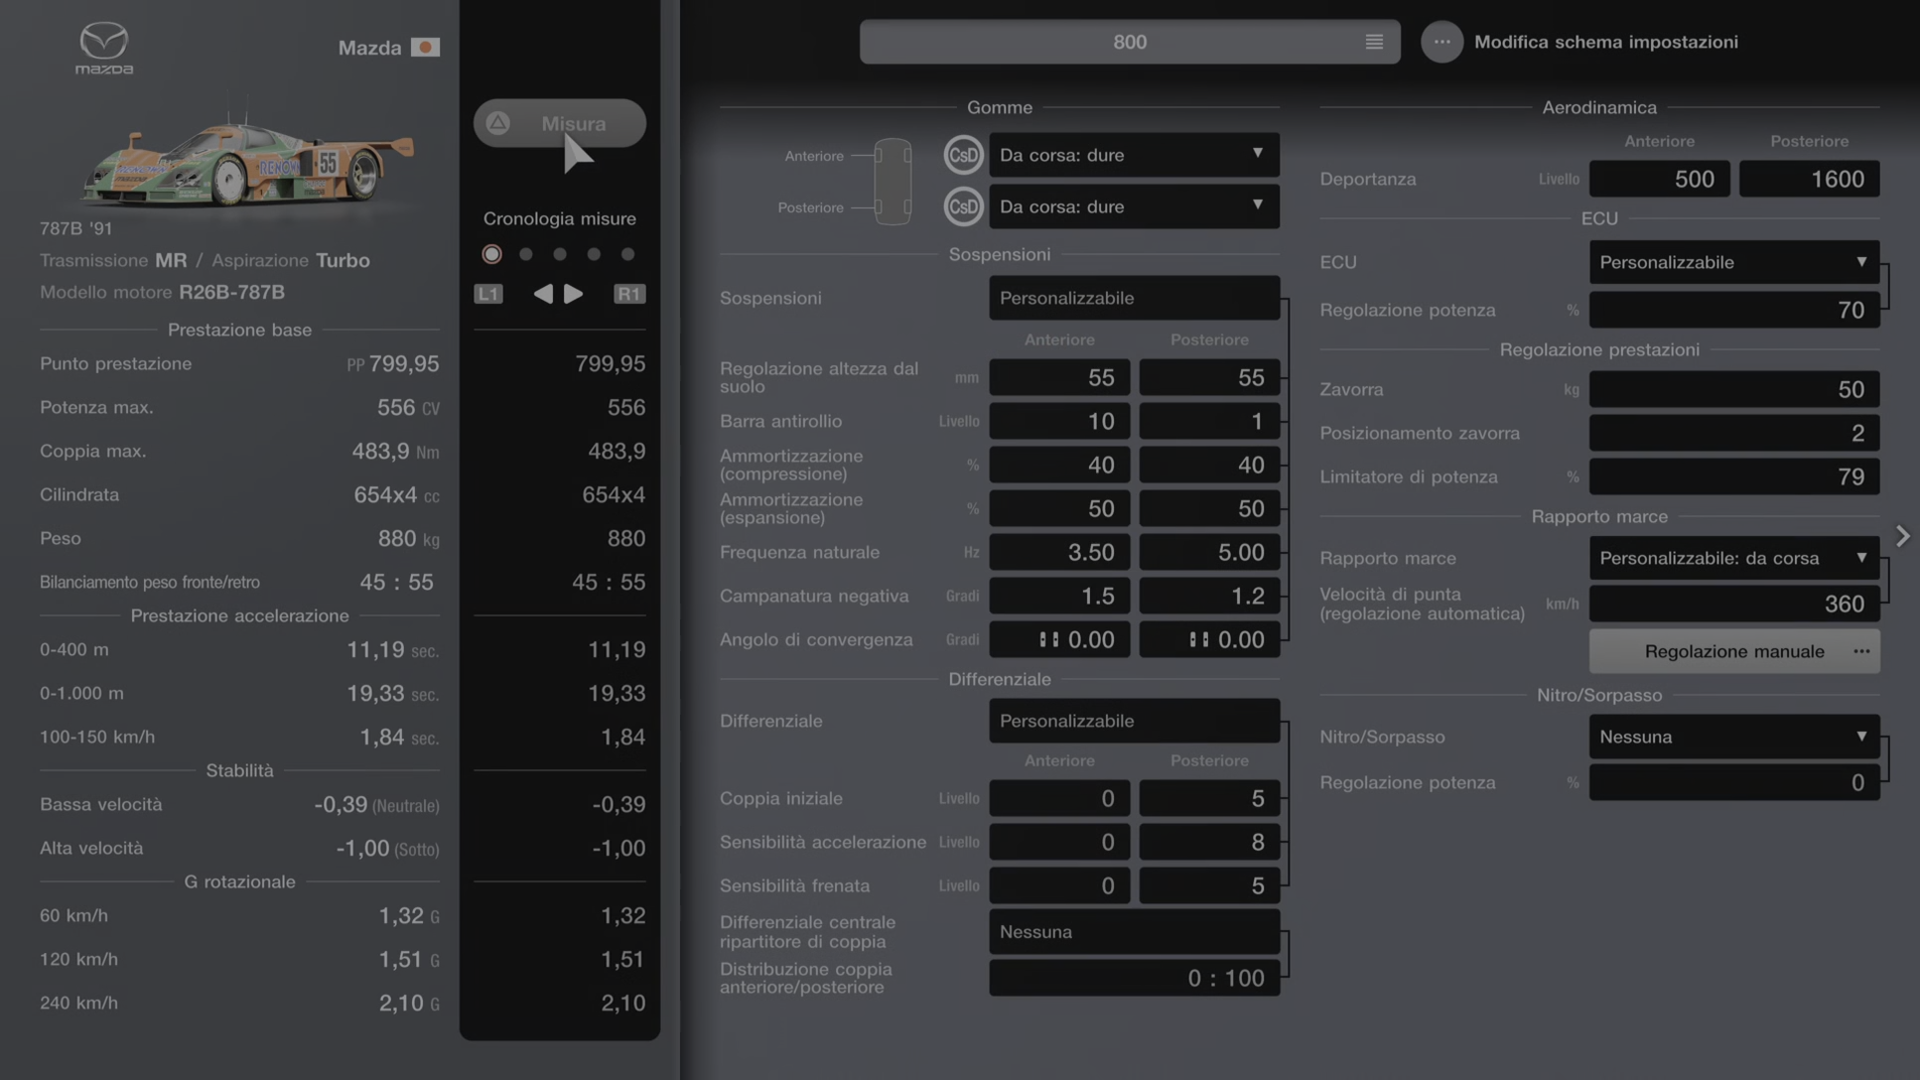 mazda
Mazda
RENOWN 55
787B '91
Trasmissione MR / Aspirazione Turbo
Modello motore R26B-787B
Prestazione base
Punto prestazione PP 799,95
Potenza max. 556 CV
Coppia max. 483,9 Nm
Cilindrata 654x4 cc
Peso 880 kg
Bilanciamento peso fronte/retro 45 : 55
Prestazione accelerazione
0-400 m 11,19 sec.
0-1.000 m 19,33 sec.
100-150 km/h 1,84 sec.
Stabilità
Bassa velocità -0,39 (Neutrale)
Alta velocità -1,00 (Sotto)
G rotazionale
60 km/h 1,32 G
120 km/h 1,51 G
240 km/h 2,10 G
Misura
Cronologia misure
L1 R1
799,95
556
483,9
654x4
880
45 : 55
11,19
19,33
1,84
-0,39
-1,00
1,32
1,51
2,10
800
Modifica schema impostazioni
Gomme
Anteriore CsD Da corsa: dure
Posteriore CsD Da corsa: dure
Sospensioni
Sospensioni Personalizzabile
Anteriore Posteriore
Regolazione altezza dal
suolo mm 55 55
Barra antirollio Livello 10 1
Ammortizzazione
(compressione) % 40 40
Ammortizzazione
(espansione) % 50 50
Frequenza naturale Hz 3.50 5.00
Campanatura negativa Gradi 1.5 1.2
Angolo di convergenza Gradi 0.00 0.00
Differenziale
Differenziale Personalizzabile
Anteriore Posteriore
Coppia iniziale Livello 0 5
Sensibilità accelerazione Livello 0 8
Sensibilità frenata Livello 0 5
Differenziale centrale
ripartitore di coppia Nessuna
Distribuzione coppia
anteriore/posteriore 0 : 100
Aerodinamica
Anteriore Posteriore
Deportanza Livello 500 1600
ECU
ECU Personalizzabile
Regolazione potenza % 70
Regolazione prestazioni
Zavorra kg 50
Posizionamento zavorra 2
Limitatore di potenza % 79
Rapporto marce
Rapporto marce Personalizzabile: da corsa
Velocità di punta
(regolazione automatica) km/h 360
Regolazione manuale
Nitro/Sorpasso
Nitro/Sorpasso Nessuna
Regolazione potenza % 0